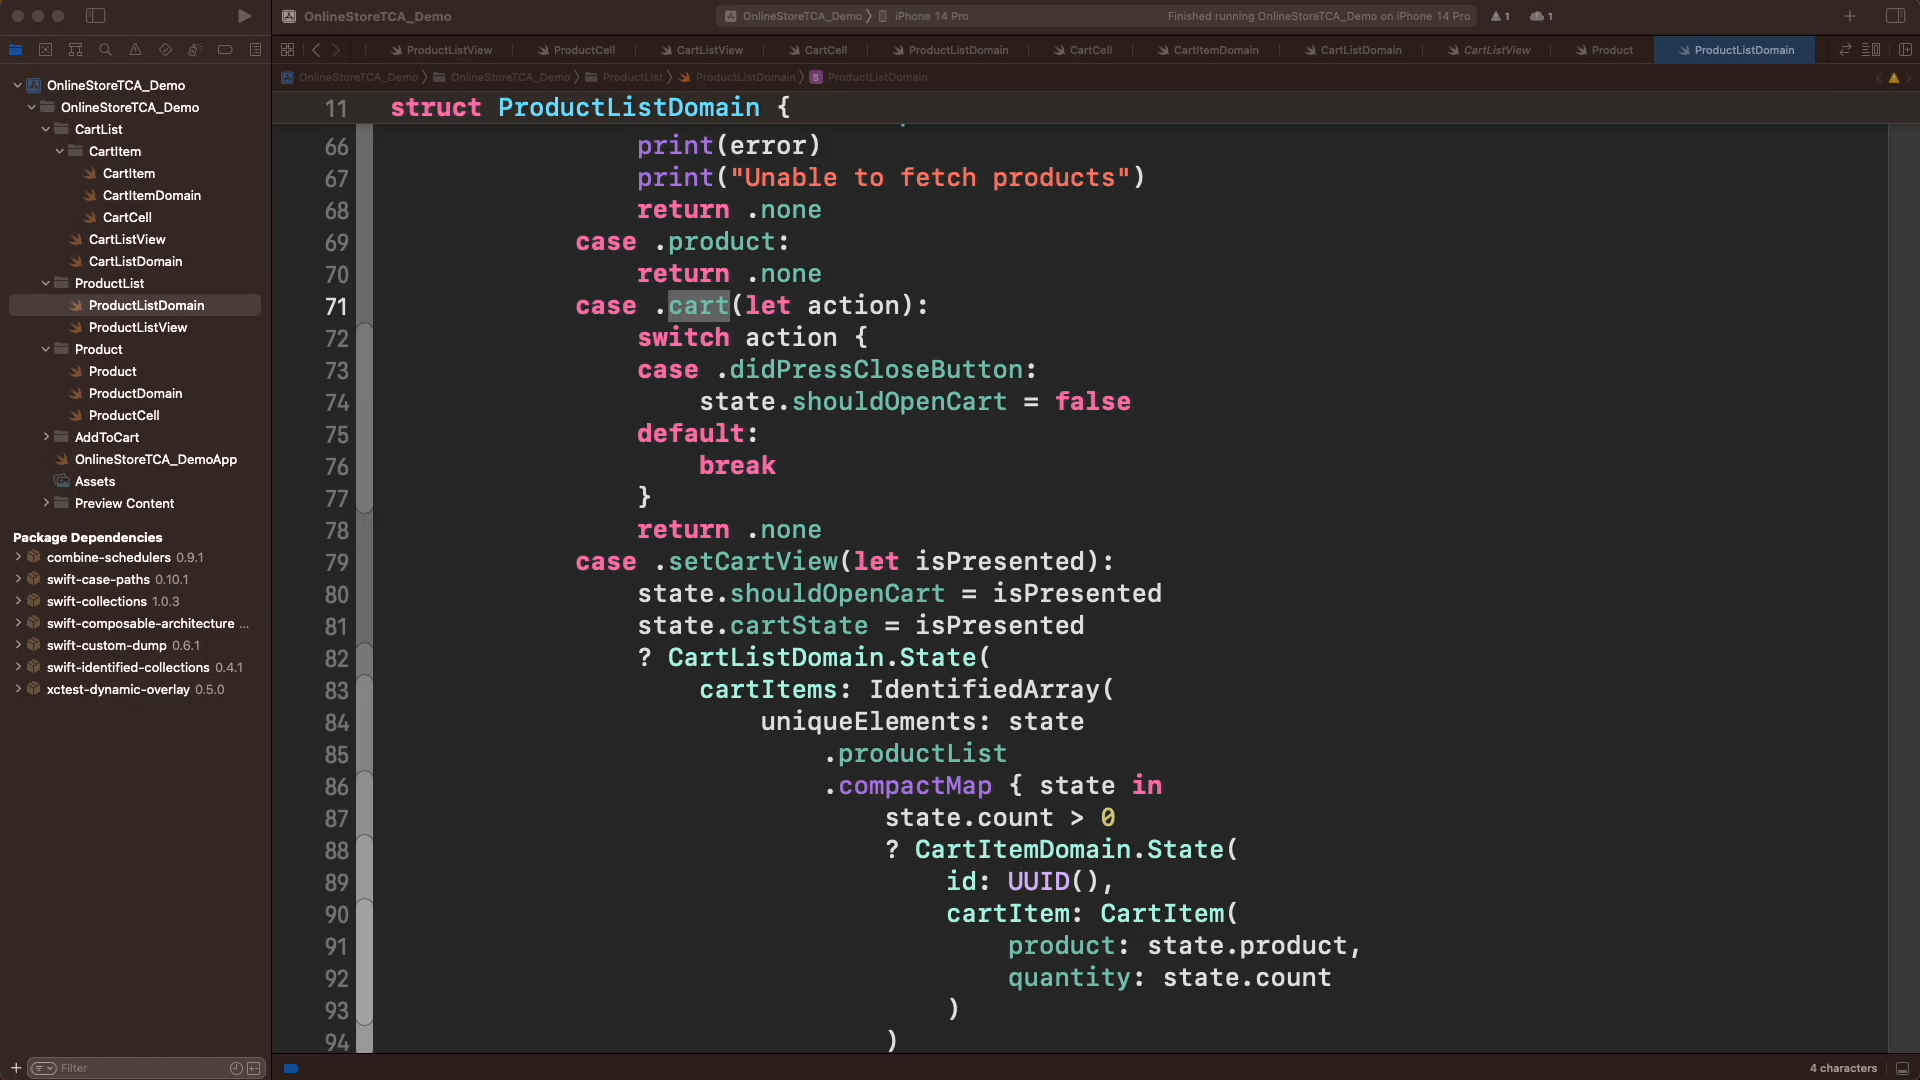 OnlineStoreTCA_Demo
OnlineStoreTCA_Demo
iPhone 14 Pro
Finished running OnlineStoreTCA_Demo on iPhone 14 Pro
1
1
ProductListView
ProductCell
CartListView
CartCell
ProductListDomain
CartCell
CartItemDomain
CartListDomain
CartListView
Product
ProductListDomain
OnlineStoreTCA_Demo
OnlineStoreTCA_Demo
ProductList
ProductListDomain
S ProductListDomain
OnlineStoreTCA_Demo
OnlineStoreTCA_Demo
CartList
CartItem
CartItem
CartItemDomain
CartCell
CartListView
CartListDomain
ProductList
ProductListDomain
ProductListView
Product
Product
ProductDomain
ProductCell
AddToCart
OnlineStoreTCA_DemoApp
Assets
Preview Content
Package Dependencies
combine-schedulers 0.9.1
swift-case-paths 0.10.1
swift-collections 1.0.3
swift-composable-architecture ...
swift-custom-dump 0.6.1
swift-identified-collections 0.4.1
xctest-dynamic-overlay 0.5.0
Filter
11 struct ProductListDomain {
66 print(error)
67 print("Unable to fetch products")
68 return .none
69 case .product:
70 return .none
71 case .cart(let action):
72 switch action {
73 case .didPressCloseButton:
74 state.shouldOpenCart = false
75 default:
76 break
77 }
78 return .none
79 case .setCartView(let isPresented):
80 state.shouldOpenCart = isPresented
81 state.cartState = isPresented
82 ? CartListDomain.State(
83 cartItems: IdentifiedArray(
84 uniqueElements: state
85 .productList
86 .compactMap { state in
87 state.count > 0
88 ? CartItemDomain.State(
89 id: UUID(),
90 cartItem: CartItem(
91 product: state.product,
92 quantity: state.count
93 )
94 )
4 characters